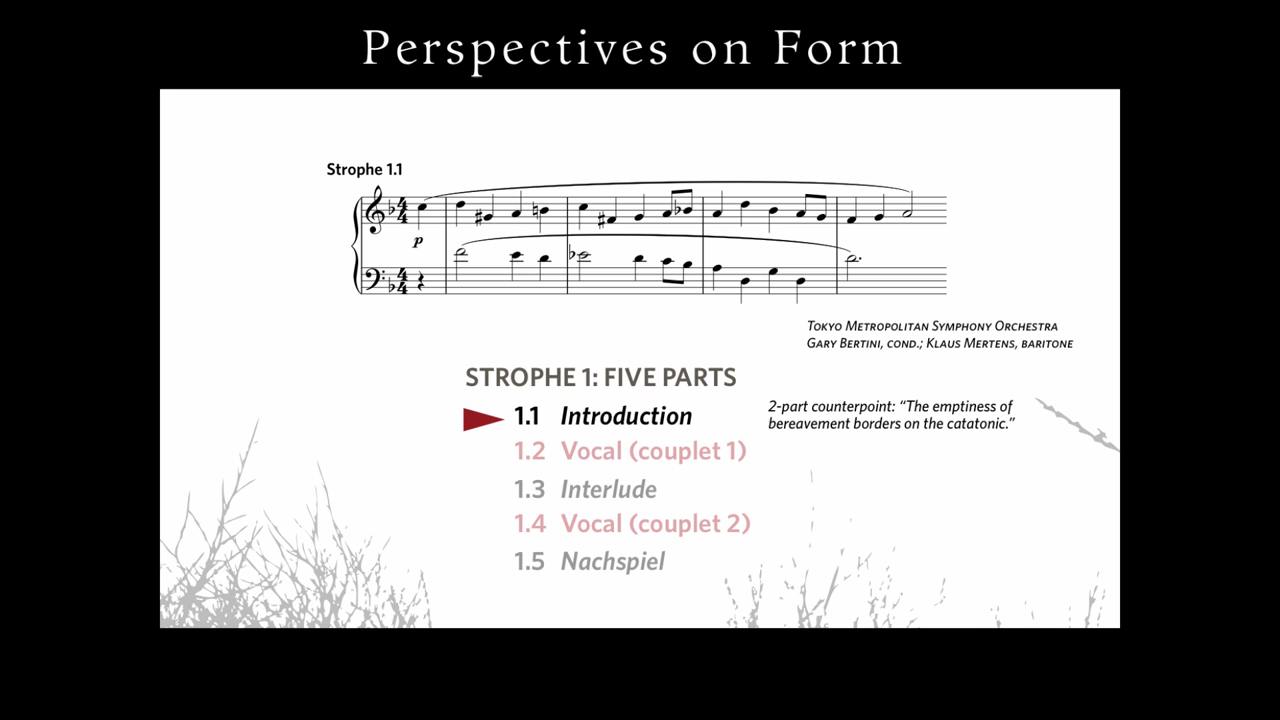 Perspectives on Form
Strophe 1.1
p
TOKYO METROPOLITAN SYMPHONY ORCHESTRA
GARY BERTINI, COND.; KLAUS MERTENS, BARITONE
STROPHE 1: FIVE PARTS
1.1 Introduction
2-part counterpoint: “The emptiness of
bereavement borders on the catatonic.”
1.2 Vocal (couplet 1)
1.3 Interlude
1.4 Vocal (couplet 2)
1.5 Nachspiel